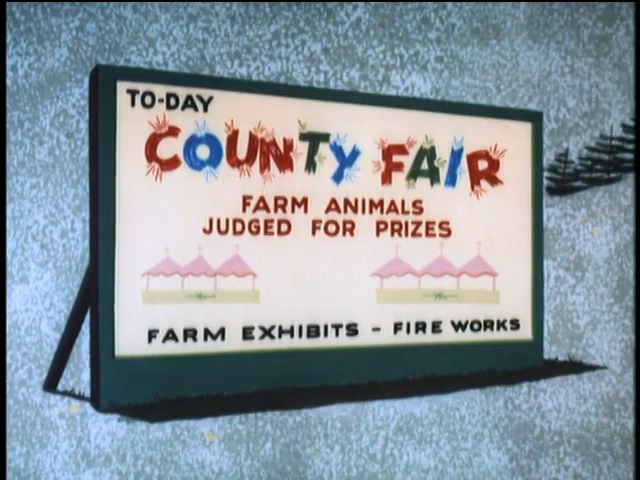 TO-DAY
COUNTY FAIR
FARM ANIMALS
JUDGED FOR PRIZES
FARM EXHIBITS - FIRE WORKS